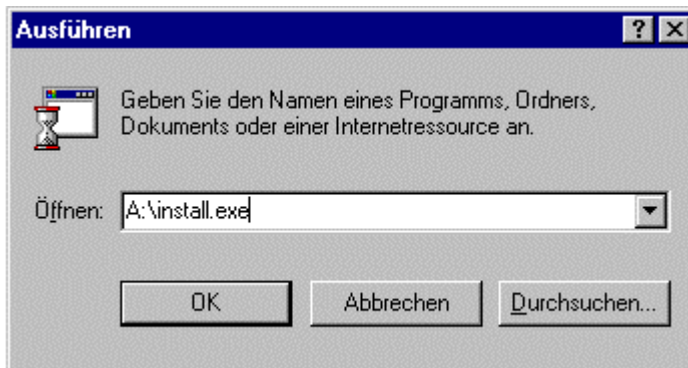 Ausführen
Geben Sie den Namen eines Programms, Ordners,
Dokuments oder einer Internetressource an.
Öffnen: A:\install.exe
OK Abbrechen Durchsuchen...